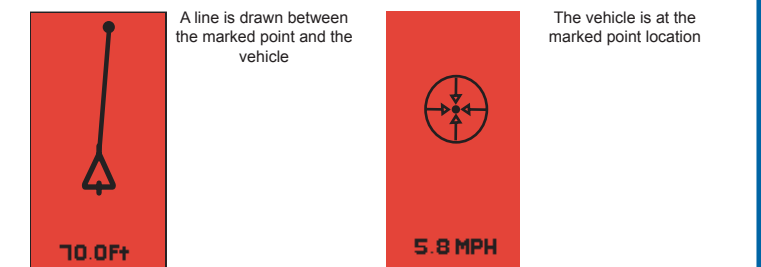 A line is drawn between
the marked point and the
vehicle
70.0Ft
The vehicle is at the
marked point location
5.8 MPH